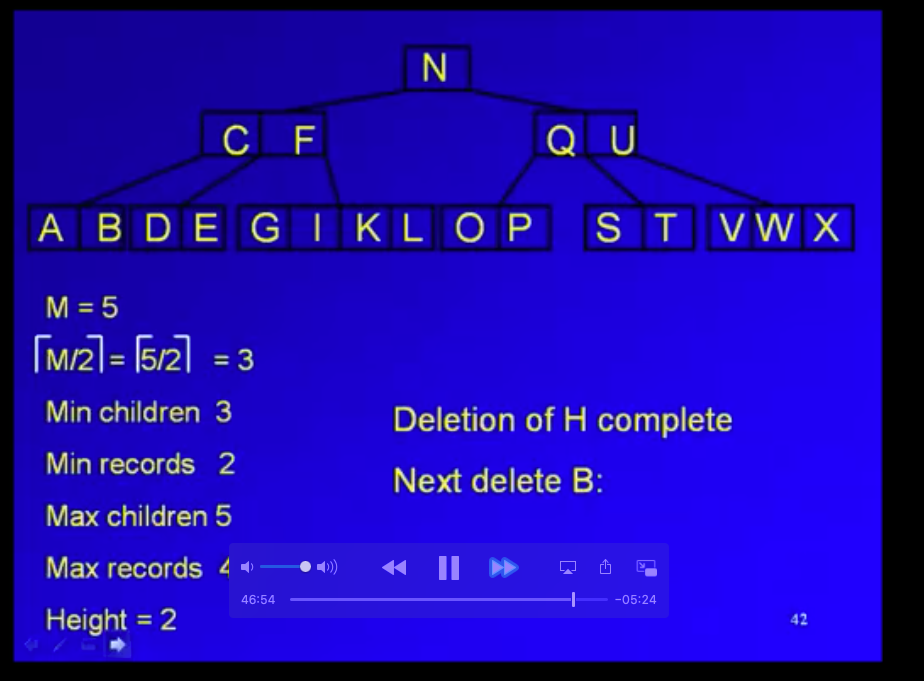 N
C F Q U
A B D E G I K L O P S T V W X
M = 5
⌈M/2⌉ = ⌈5/2⌉ = 3
Min children 3
Deletion of H complete
Min records 2
Next delete B:
Max children 5
Max records 4
46:54 −05:24
Height = 2
42